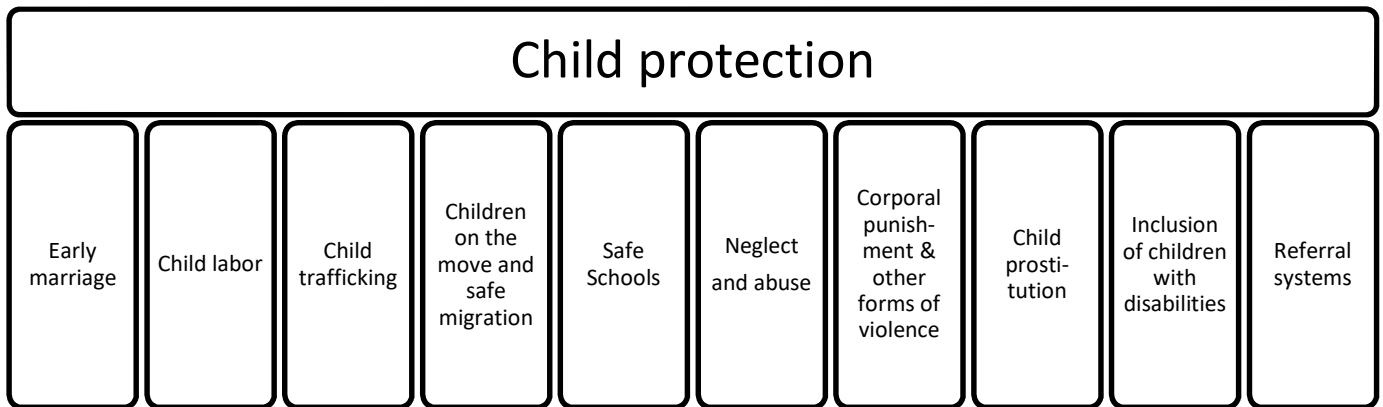 Child protection
Early
marriage
Child labor
Child
trafficking
Children
on the
move and
safe
migration
Safe
Schools
Neglect
and abuse
Corporal
punish-
ment &
other
forms of
violence
Child
prosti-
tution
Inclusion
of children
with
disabilities
Referral
systems